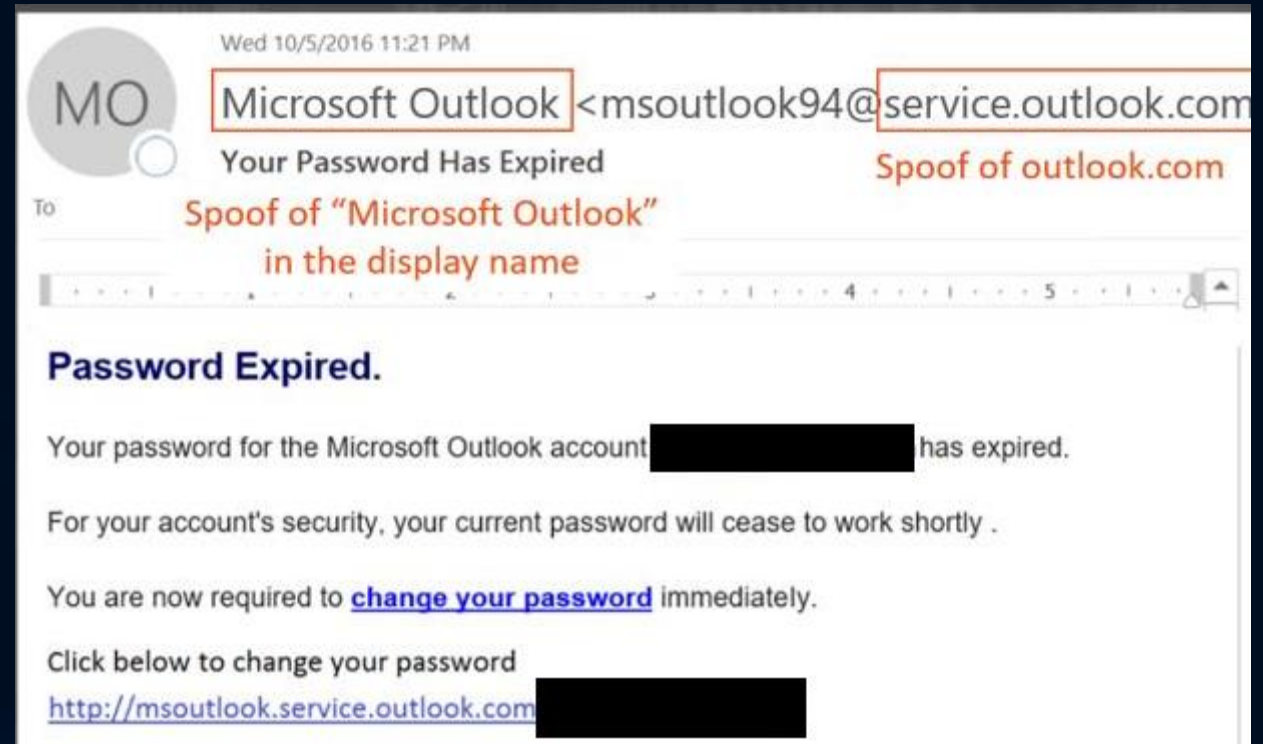 Wed 10/5/2016 11:21 PM
MO
Microsoft Outlook <msoutlook94@service.outlook.com
Your Password Has Expired
Spoof of outlook.com
To
Spoof of “Microsoft Outlook”
in the display name
4 5
Password Expired.
Your password for the Microsoft Outlook account has expired.
For your account's security, your current password will cease to work shortly .
You are now required to change your password immediately.
Click below to change your password
http://msoutlook.service.outlook.com